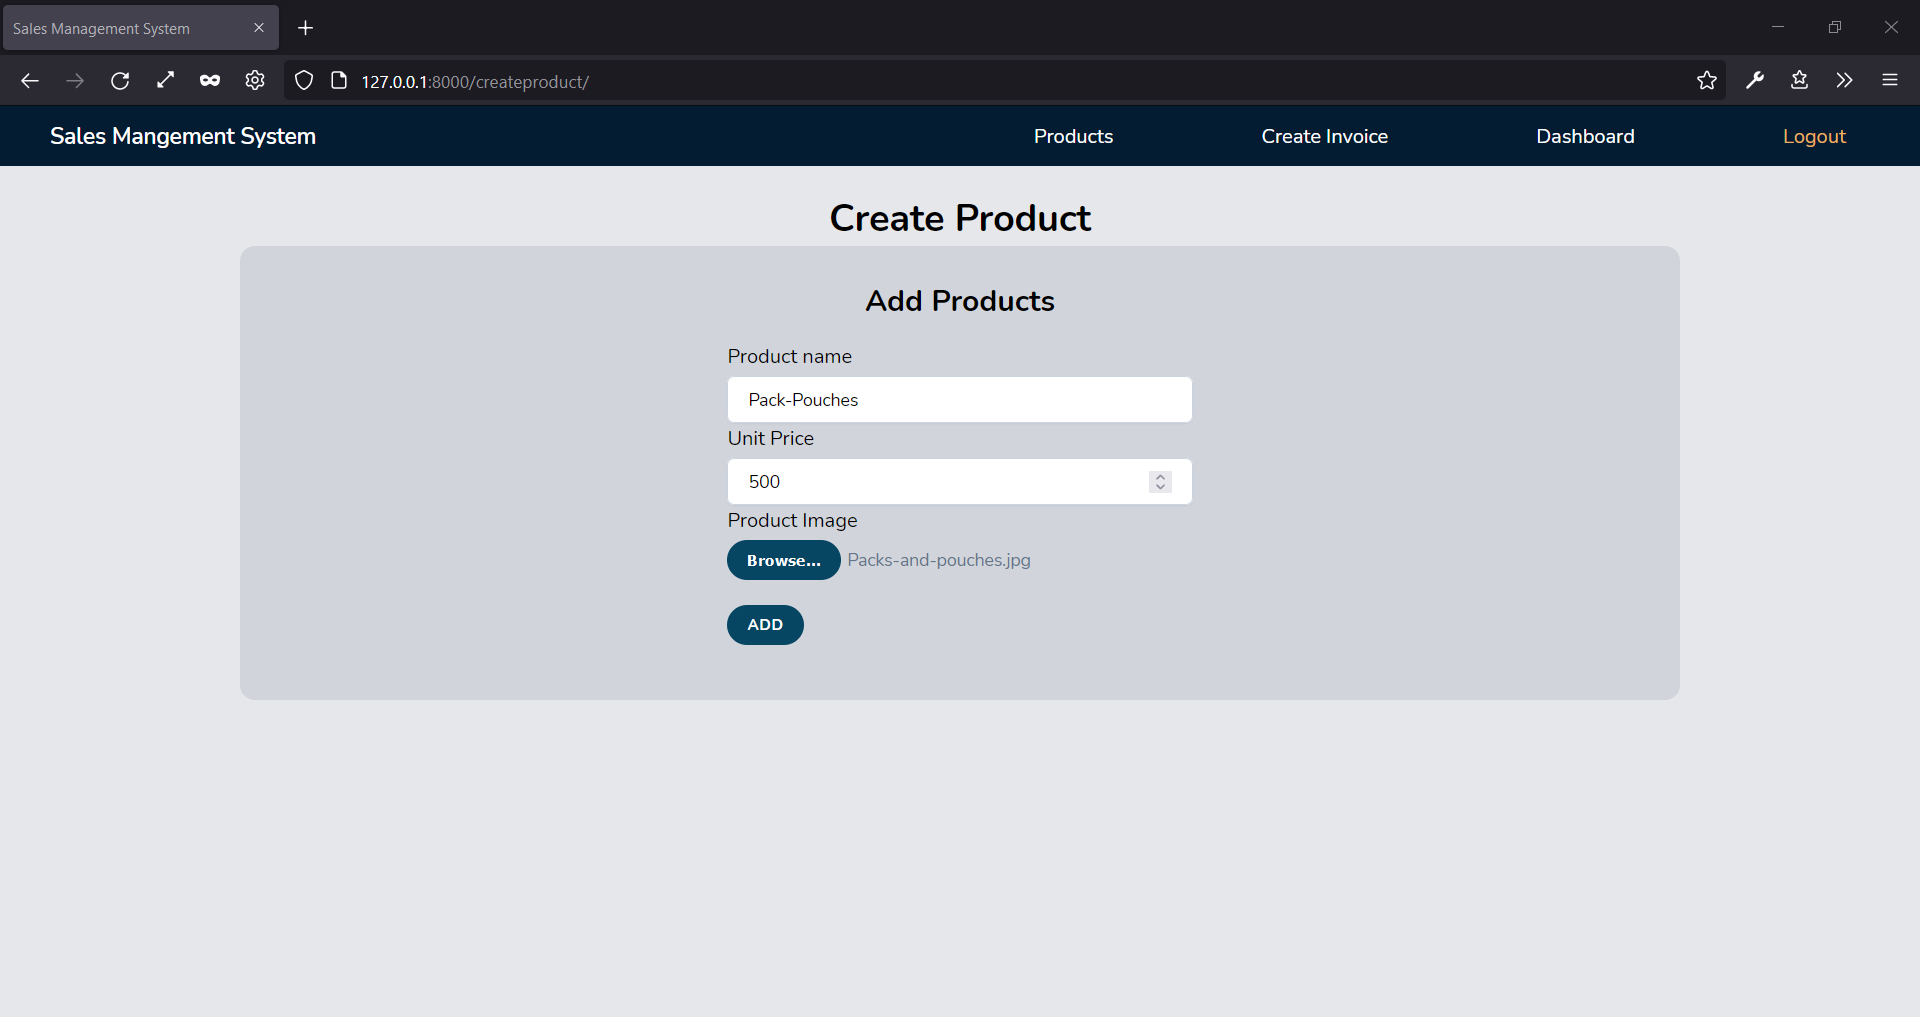 Sales Management System
127.0.0.1:8000/createproduct/
Sales Mangement System Products Create Invoice Dashboard Logout
Create Product
Add Products
Product name
Pack-Pouches
Unit Price
500
Product Image
Browse... Packs-and-pouches.jpg
ADD